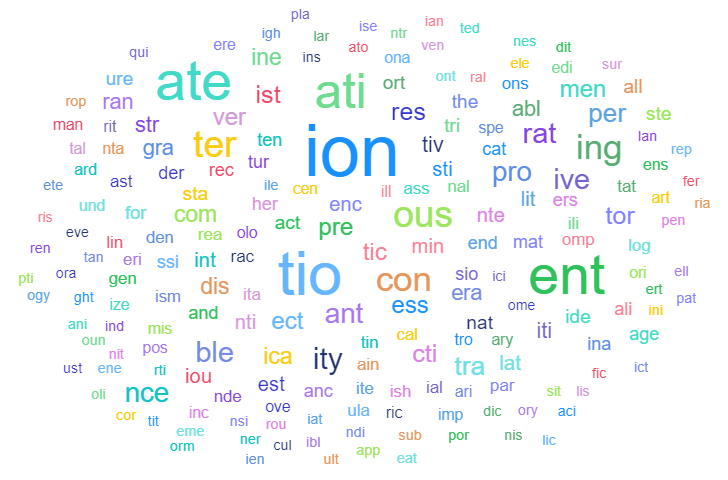 pla
igh lar ise ntr ian ted
qui ere ins ato ona ven nes dit
ure ine ort ont ral ele edi sur
rop ran ate ist ati res the ons abl men all
man rit str ver tri spe per ste
tal nta gra ter ten ion tiv cat rat ing lan rep
ard ast der rec tur sti pro ive ens fer
ete sta ile cen ill ass nal lit ers tat art ria
ris und for com her enc ous nte ili tor pen
eve lin den rea olo act pre tic min end mat omp log
ren tan eri ssi int rac tio con sio ici ent ori ell
pti ora gen dis ita ess era ome ert pat
ogy ght ize ism and nti ect ant nat iti ide ali ini
ani ind mis cal tro ary ina age
oun nit pos ble ica ity tin cti tra lat fic ict
ust ene rti iou est ain ial ari par sit lis
oli nce nde anc ite ish
cor tit inc nsi ove rou iat ula ric imp dic ory aci
eme orm ner cul ibl ndi sub por nis lic
ien ult app eat